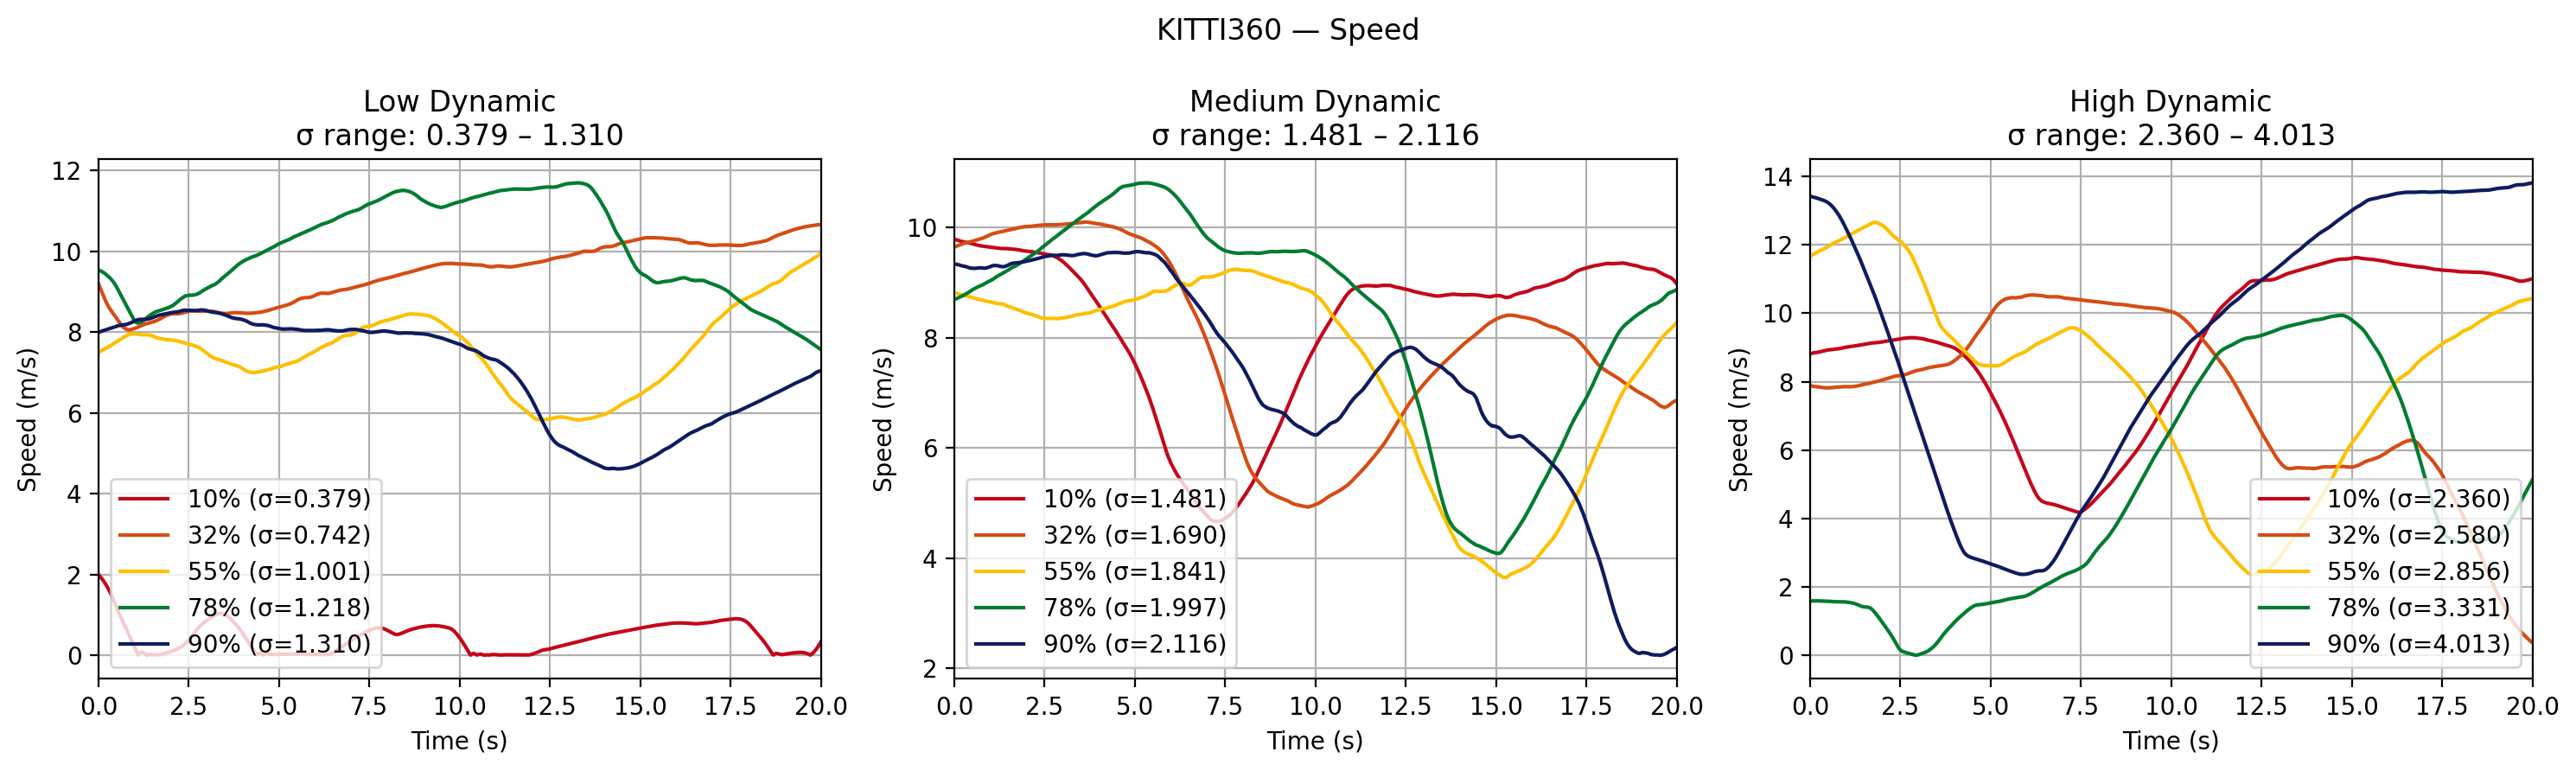 KITTI360 — Speed
Low Dynamic
σ range: 0.379 – 1.310
Speed (m/s)
12
10
8
6
4
2
0
10% (σ=0.379)
32% (σ=0.742)
55% (σ=1.001)
78% (σ=1.218)
90% (σ=1.310)
0.0 2.5 5.0 7.5 10.0 12.5 15.0 17.5 20.0
Time (s)
Medium Dynamic
σ range: 1.481 – 2.116
Speed (m/s)
10
8
6
4
2
10% (σ=1.481)
32% (σ=1.690)
55% (σ=1.841)
78% (σ=1.997)
90% (σ=2.116)
0.0 2.5 5.0 7.5 10.0 12.5 15.0 17.5 20.0
Time (s)
High Dynamic
σ range: 2.360 – 4.013
Speed (m/s)
14
12
10
8
6
4
2
0
10% (σ=2.360)
32% (σ=2.580)
55% (σ=2.856)
78% (σ=3.331)
90% (σ=4.013)
0.0 2.5 5.0 7.5 10.0 12.5 15.0 17.5 20.0
Time (s)